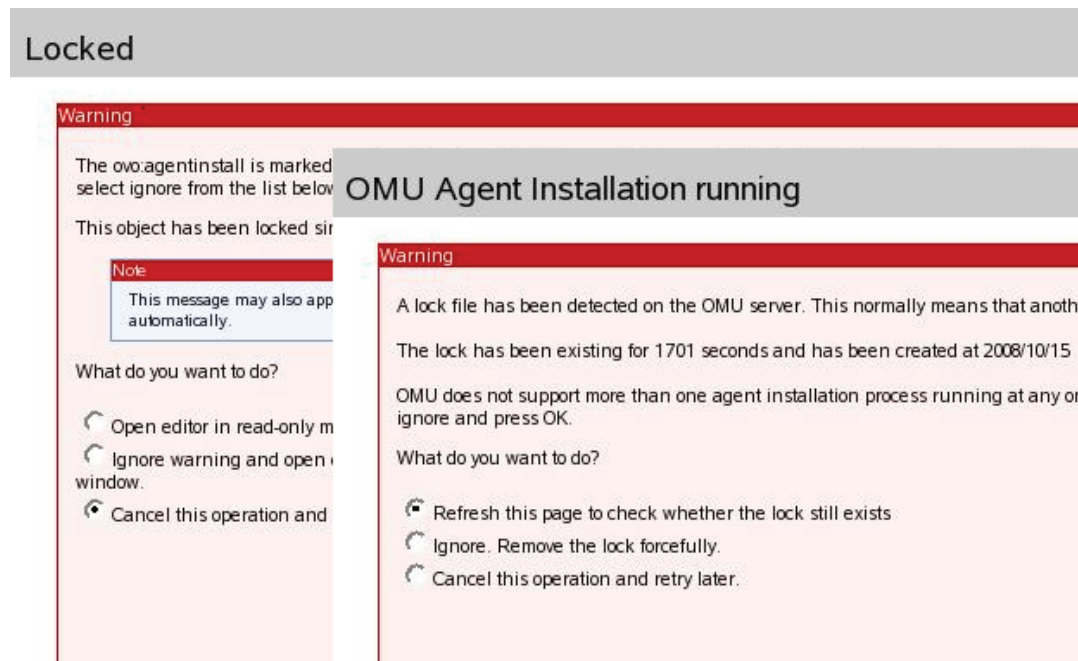 Locked
Warning
The ovo:agentinstall is marked
select ignore from the list below
This object has been locked sin
Note
This message may also app
automatically.
What do you want to do?
Open editor in read-only m
Ignore warning and open
window.
Cancel this operation and
OMU Agent Installation running
Warning
A lock file has been detected on the OMU server. This normally means that anoth
The lock has been existing for 1701 seconds and has been created at 2008/10/15
OMU does not support more than one agent installation process running at any or
ignore and press OK.
What do you want to do?
Refresh this page to check whether the lock still exists
Ignore. Remove the lock forcefully.
Cancel this operation and retry later.